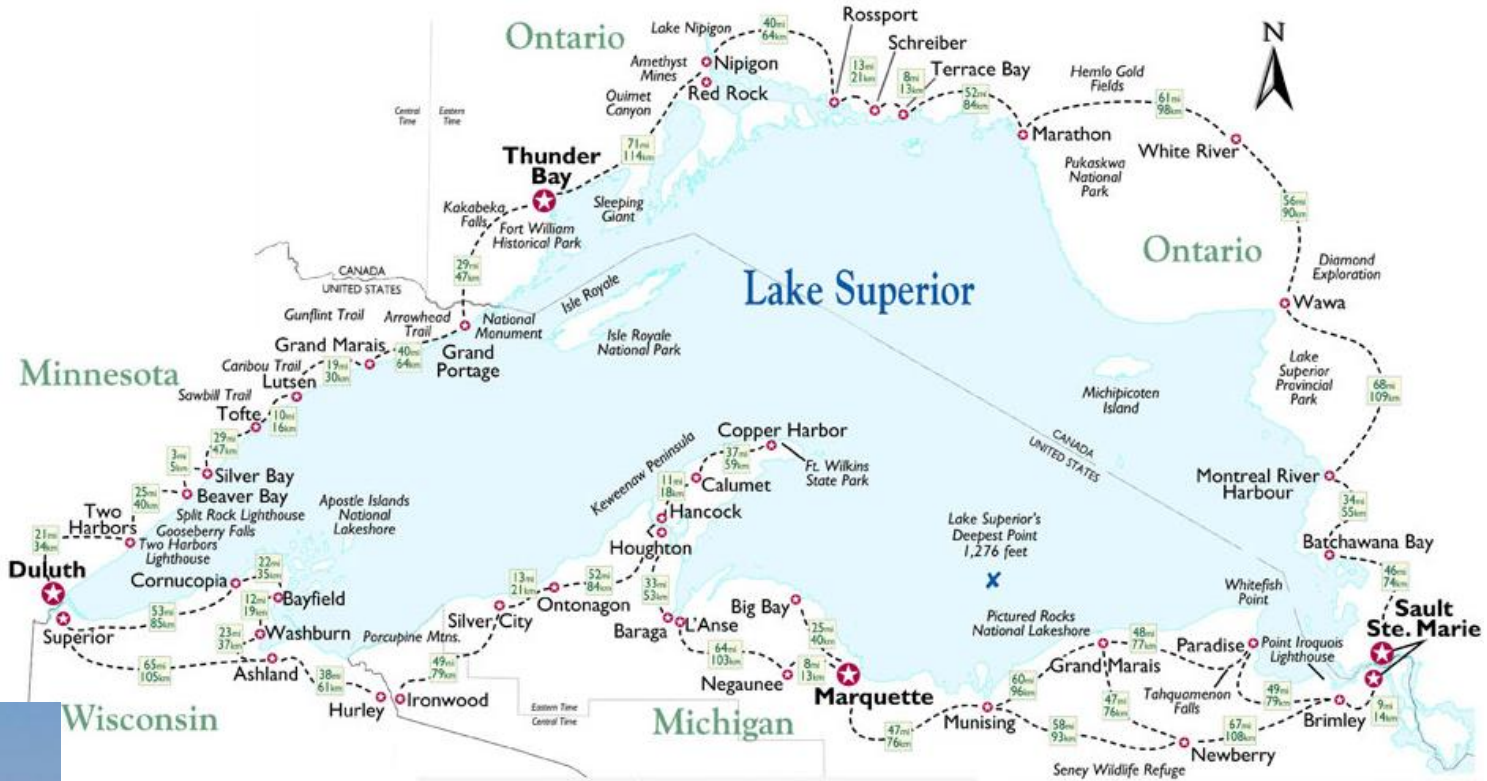 Ontario
Lake Nipigon
40mi
64km
Rossport
Schreiber
Terrace Bay
13mi
21km
8mi
13km
52mi
84km
Hemlo Gold
Fields
61mi
98km
N
Amethyst
Mines
Nipigon
Red Rock
Ouimet
Canyon
Central
Time
Eastern
Time
71mi
114km
Marathon
White River
Pukaskwa
National
Park
Thunder
Bay
Kakabeka
Falls
Fort William
Historical Park
Sleeping
Giant
56mi
90km
Ontario
Diamond
Exploration
Wawa
CANADA
UNITED STATES
29mi
47km
Isle Royale
Lake Superior
Gunflint Trail
Arrowhead
Trail
National
Monument
Isle Royale
National Park
Grand Marais
40mi
64km
Grand
Portage
Minnesota
Caribou Trail
19mi
30km
Lutsen
Sawbill Trail
Tofte
10mi
16km
Michipicoten
Island
Lake
Superior
Provincial
Park
68mi
109km
29mi
47km
3mi
5km
Silver Bay
Beaver Bay
25mi
40km
Split Rock Lighthouse
Gooseberry Falls
Two
Harbors
Two Harbors
Lighthouse
21mi
34km
Apostle Islands
National
Lakeshore
Keweenaw Peninsula
Copper Harbor
37mi
59km
Ft. Wilkins
State Park
Calumet
11mi
18km
Hancock
Houghton
CANADA
UNITED STATES
Montreal River
Harbour
34mi
55km
Batchawana Bay
Lake Superior's
Deepest Point
1,276 feet
46mi
74km
Whitefish
Point
Duluth
Superior
Cornucopia
22mi
35km
Bayfield
12mi
19km
53mi
85km
Washburn
23mi
37km
65mi
105km
Ashland
Porcupine Mtns.
38mi
61km
Hurley
Ironwood
49mi
79km
Silver City
13mi
21km
Ontonagon
52mi
84km
33mi
53km
Baraga
L'Anse
Big Bay
25mi
40km
64mi
103km
8mi
13km
Negaunee
Marquette
Pictured Rocks
National Lakeshore
48mi
77km
Grand Marais
Paradise
Point Iroquois
Lighthouse
Sault
Ste. Marie
60mi
96km
Tahquamenon
Falls
49mi
79km
Brimley
9mi
14km
47mi
76km
Munising
58mi
93km
47mi
76km
67mi
108km
Newberry
Seney Wildlife Refuge
Wisconsin
Michigan
Eastern Time
Central Time